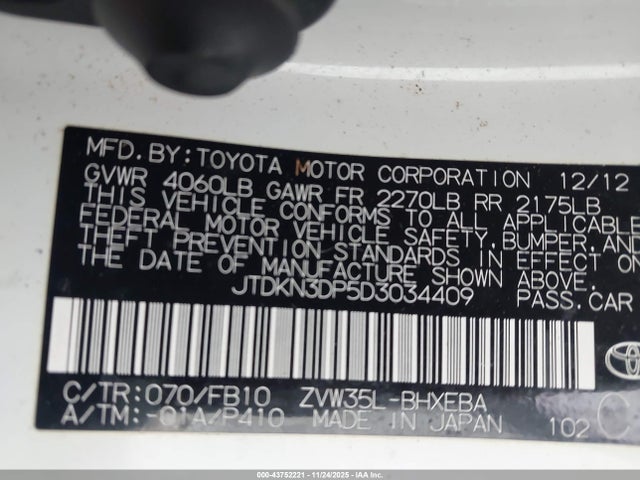 MFD. BY: TOYOTA MOTOR CORPORATION 12/12
GVWR 4060LB GAWR FR 2270LB RR 2175LB
THIS VEHICLE CONFORMS TO ALL APPLICABLE
FEDERAL MOTOR VEHICLE SAFETY, BUMPER, AND
THEFT PREVENTION STANDARDS IN EFFECT ON
THE DATE OF MANUFACTURE SHOWN ABOVE.
JTDKN3DP5D3034409 PASS. CAR
C/TR: 070/FB10 ZVW35L-BHXEBA
A/TM: -01A/P410 MADE IN JAPAN 102
000-43752221 - 11/24/2025 - IAA Inc.